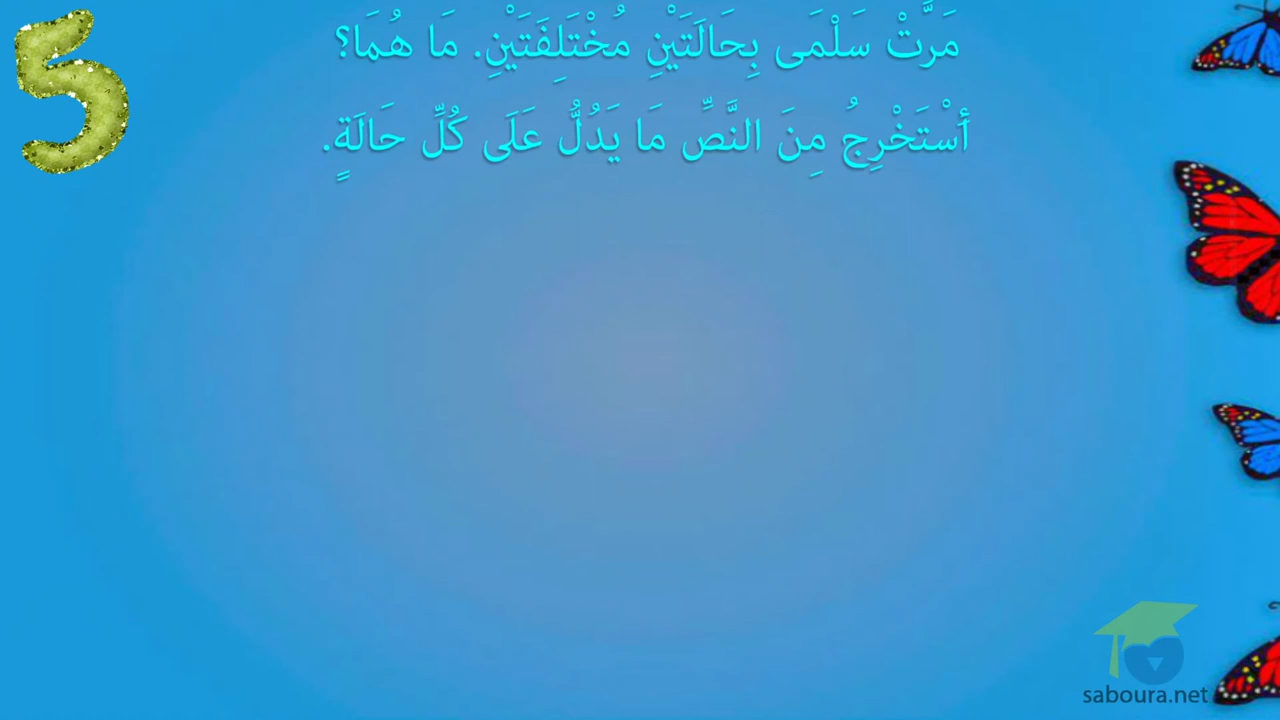 5
مَرَّتْ سَلْمَى بِحَالَتَيْنِ مُخْتَلِفَتَيْنِ. مَا هُمَا؟
أَسْتَخْرِجُ مِنَ النَّصِّ مَا يَدُلُّ عَلَى كُلِّ حَالَةٍ.
saboura.net